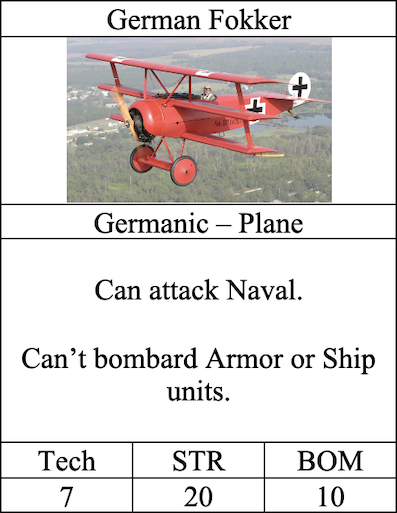 German Fokker
Germanic – Plane
Can attack Naval.
Can’t bombard Armor or Ship
units.
Tech STR BOM
7 20 10